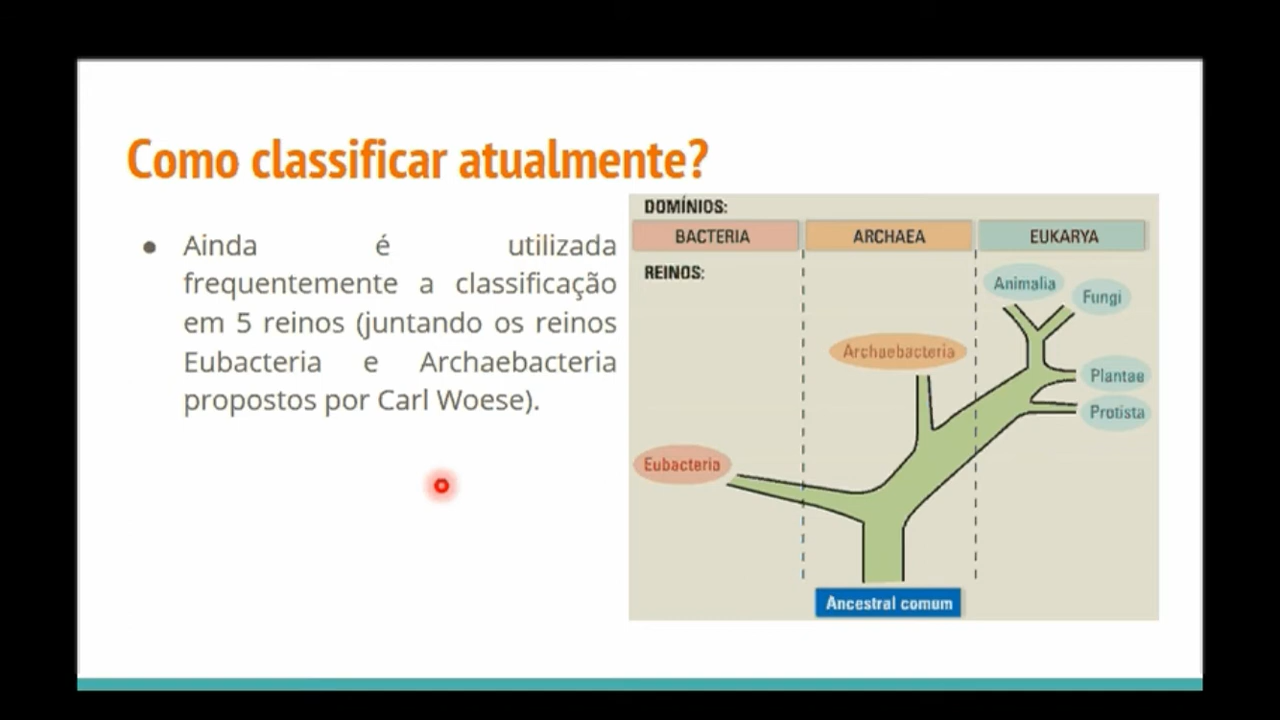 Como classificar atualmente?
● Ainda é utilizada
frequentemente a classificação
em 5 reinos (juntando os reinos
Eubacteria e Archaebacteria
propostos por Carl Woese).
DOMÍNIOS:
BACTERIA ARCHAEA EUKARYA
REINOS:
Animalia
Fungi
Archaebacteria
Plantae
Protista
Eubacteria
Ancestral comum